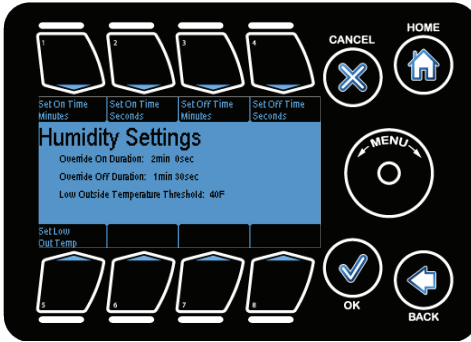 HOME
CANCEL
1 2 3 4
Set On Time Set On Time Set Off Time Set Off Time
Minutes Seconds Minutes Seconds
Humidity Settings
MENU
Override On Duration: 2min 0sec
Override Off Duration: 1min 30sec
Low Outside Temperature Threshold: 40F
Set Low
Out Temp
5 6 7 8
OK
BACK